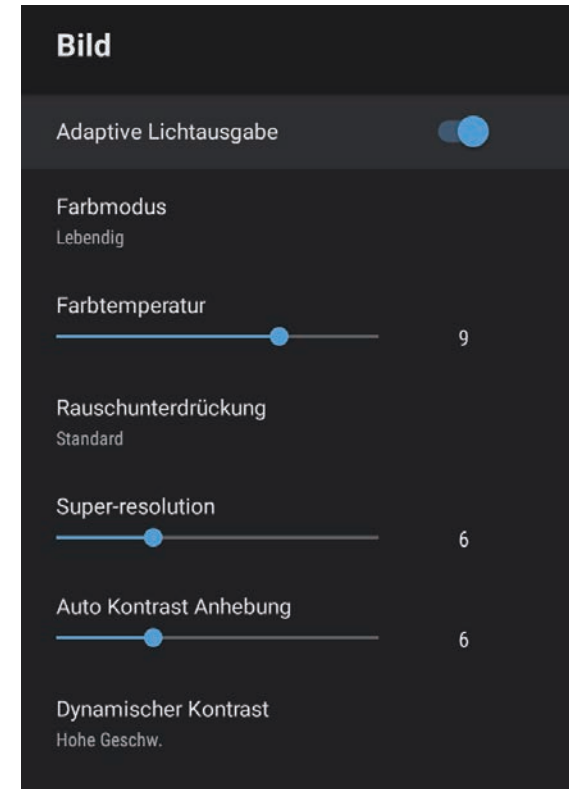 Bild
Adaptive Lichtausgabe
Farbmodus
Lebendig
Farbtemperatur
9
Rauschunterdrückung
Standard
Super-resolution
6
Auto Kontrast Anhebung
6
Dynamischer Kontrast
Hohe Geschw.